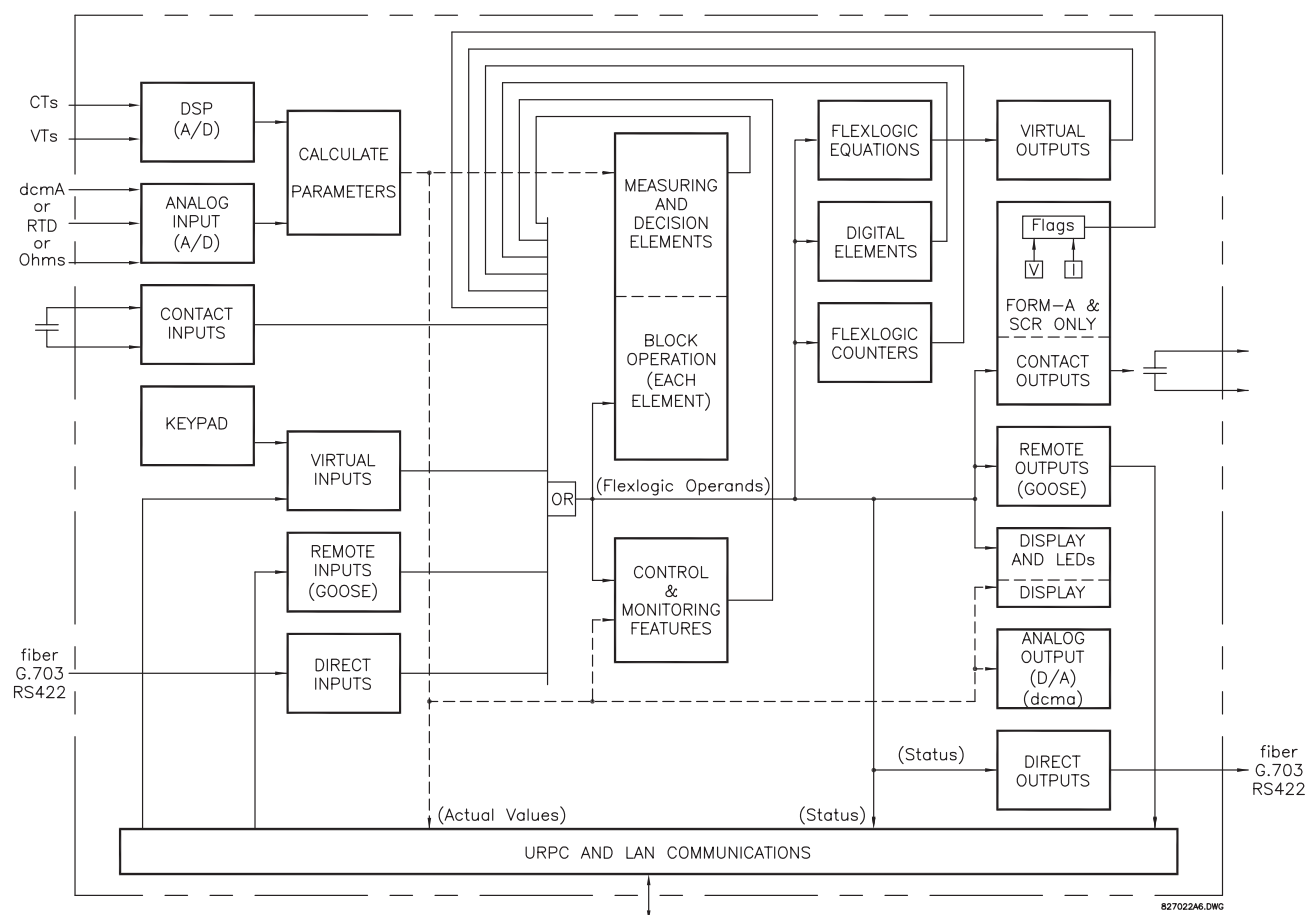 CTs
VTs
dcmA
or
RTD
or
Ohms
DSP
(A/D)
ANALOG
INPUT
(A/D)
CALCULATE
PARAMETERS
CONTACT
INPUTS
KEYPAD
VIRTUAL
INPUTS
REMOTE
INPUTS
(GOOSE)
fiber
G.703
RS422
DIRECT
INPUTS
MEASURING
AND
DECISION
ELEMENTS
BLOCK
OPERATION
(EACH
ELEMENT)
OR
(Flexlogic Operands)
CONTROL
&
MONITORING
FEATURES
FLEXLOGIC
EQUATIONS
DIGITAL
ELEMENTS
FLEXLOGIC
COUNTERS
VIRTUAL
OUTPUTS
Flags
V I
FORM-A &
SCR ONLY
CONTACT
OUTPUTS
REMOTE
OUTPUTS
(GOOSE)
DISPLAY
AND LEDs
DISPLAY
ANALOG
OUTPUT
(D/A)
(dcma)
(Status)
DIRECT
OUTPUTS
fiber
G.703
RS422
(Actual Values)
(Status)
URPC AND LAN COMMUNICATIONS
827022A6.DWG